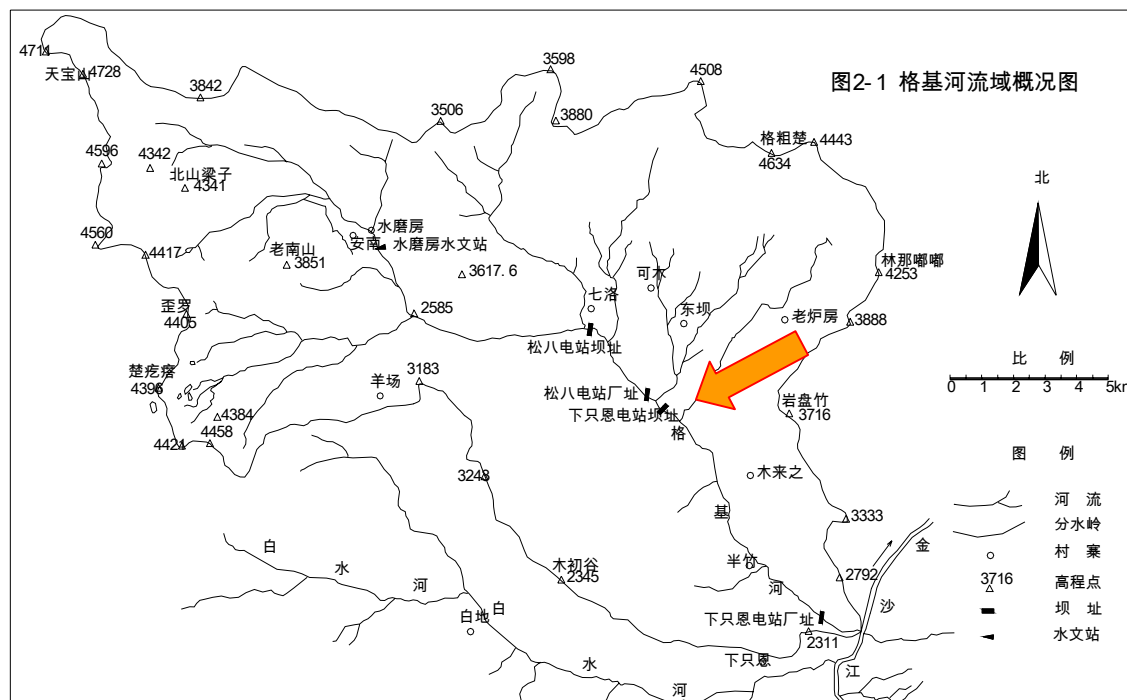 图2-1 格基河流域概况图
4711
天宝山
4728
3842
3598
3506
3880
4508
格粗楚
4443
4634
北
4596
4342
北山梁子
4341
水磨房
安南
水磨房水文站
4560
4417
老南山
3851
3617.6
可木
林那嘟嘟
4253
七洛
东坝
老炉房
3888
歪罗
4405
2585
松八电站坝址
比 例
0 1 2 3 4 5km
楚疙瘩
4396
羊场
3183
松八电站厂址
下只恩电站坝址
岩盘竹
3716
4384
4458
4421
格
图 例
3248
木来之
河 流
基
3333
分水岭
金
白
水
河
木初谷
2345
半竹
河
2792
村 寨
3716
高程点
沙
白地
白
下只恩电站厂址
2311
坝 址
下只恩
水文站
水
江
河